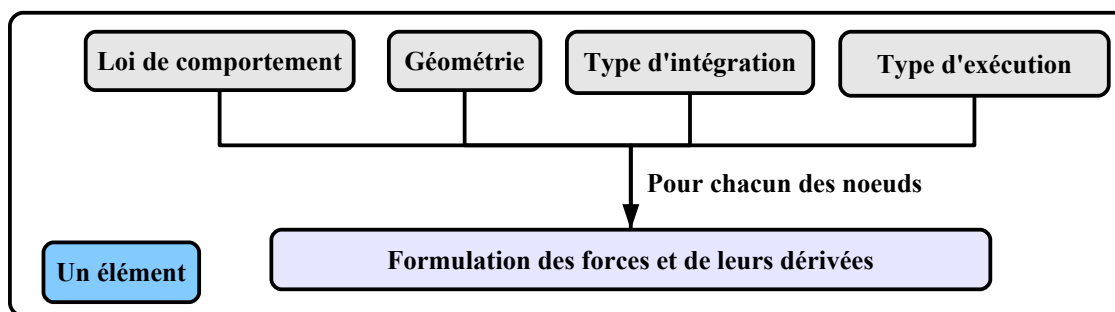 Loi de comportement
Géométrie
Type d'intégration
Type d'exécution
Pour chacun des noeuds
Formulation des forces et de leurs dérivées
Un élément